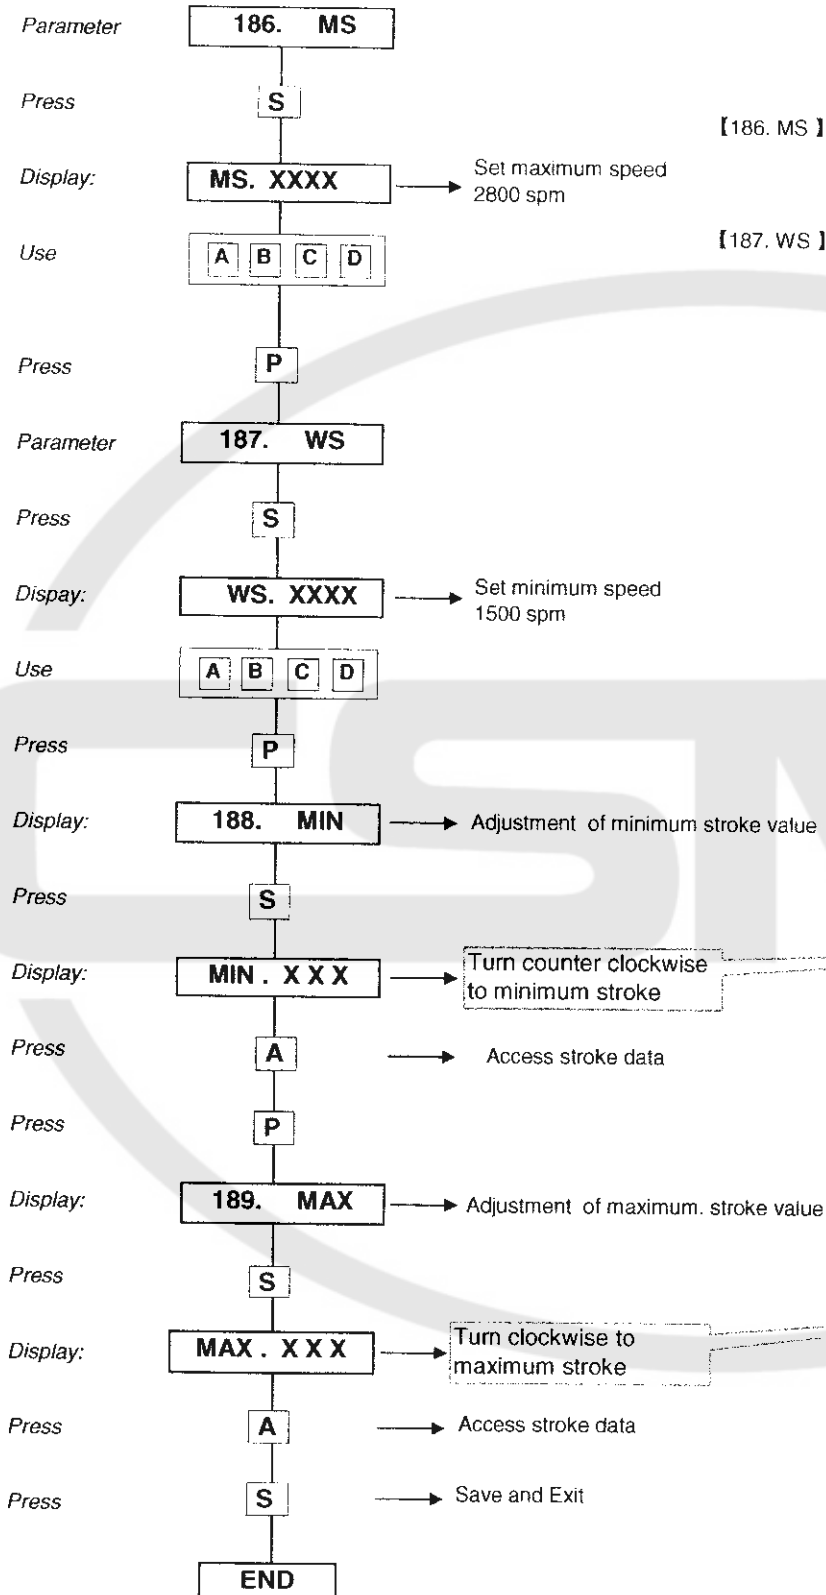 Parameter 186. MS
Press S
【186. MS 】
Display: MS. XXXX Set maximum speed
2800 spm
Use A B C D
【187. WS 】
Press P
Parameter 187. WS
Press S
Dispay: WS. XXXX Set minimum speed
1500 spm
Use A B C D
Press P
Display: 188. MIN Adjustment of minimum stroke value
Press S
Display: MIN . X X X Turn counter clockwise
to minimum stroke
Press A Access stroke data
Press P
Display: 189. MAX Adjustment of maximum. stroke value
Press S
Display: MAX . X X X Turn clockwise to
maximum stroke
Press A Access stroke data
Press S Save and Exit
END